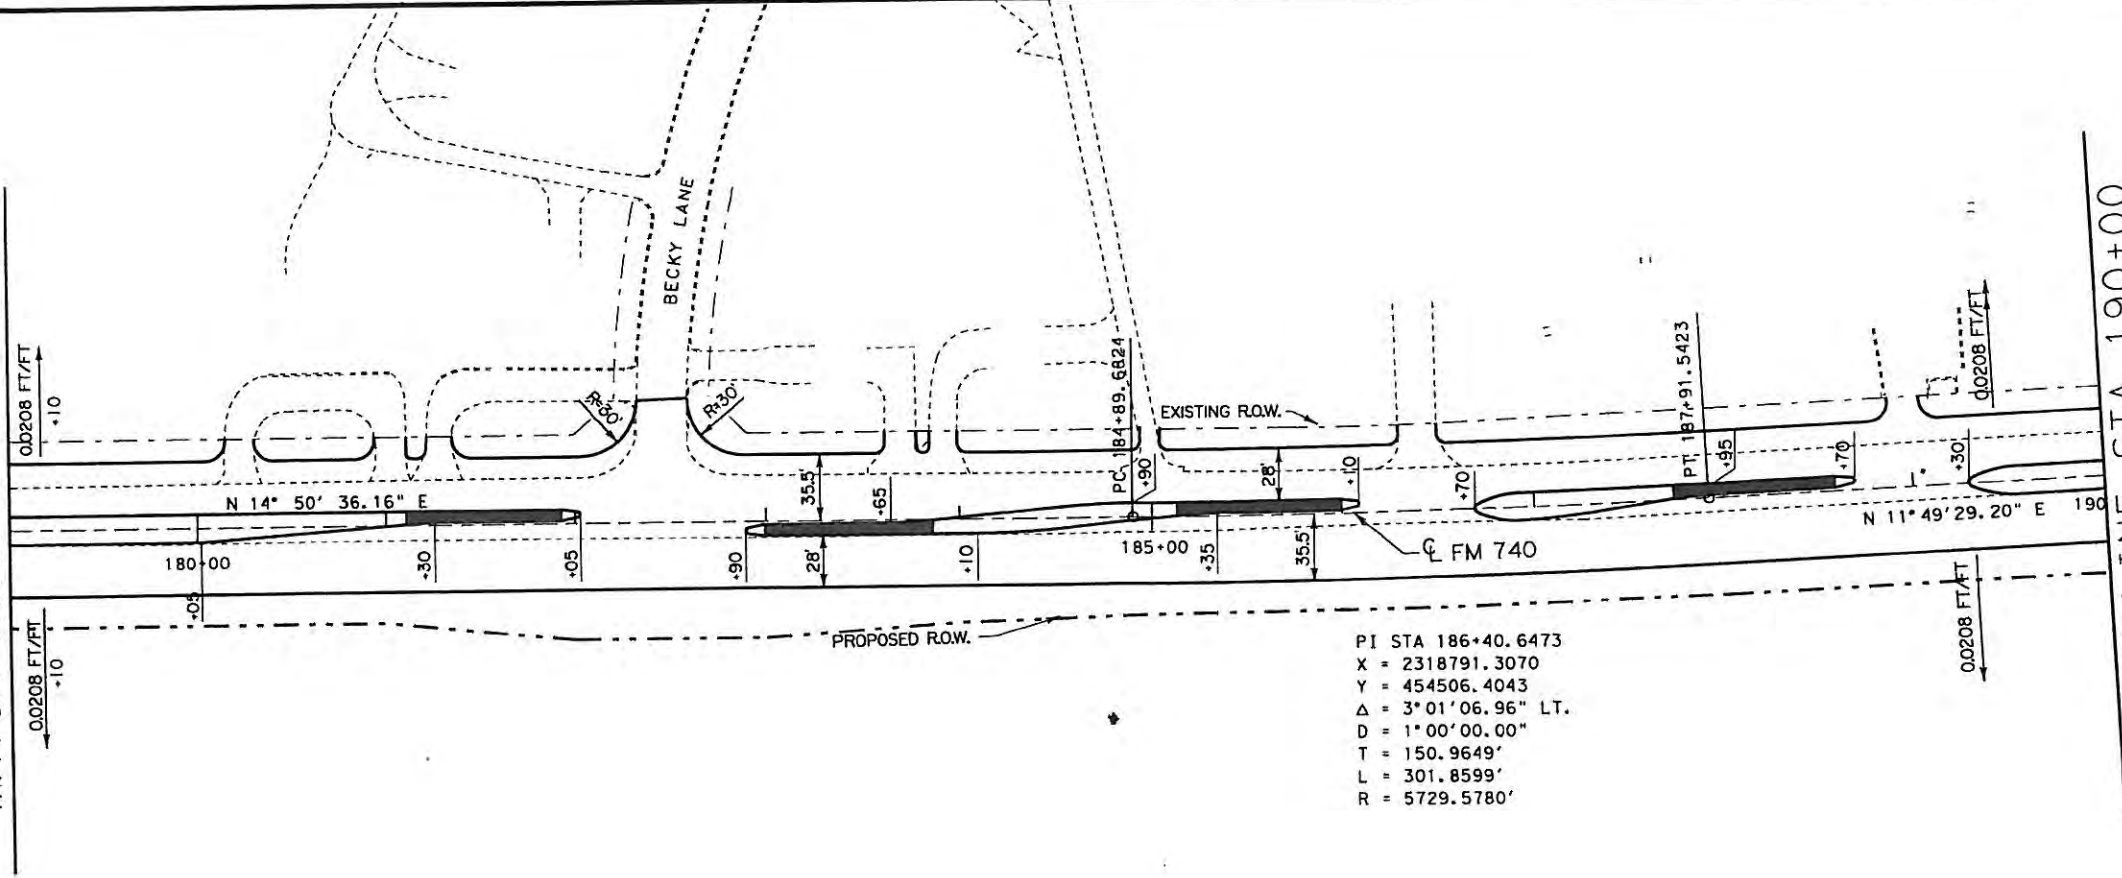 BECKY LANE
R=30'
R=30'
0.0208 FT/FT
+10
EXISTING R.O.W.
PC 184+89.6824
+90
PT 187+91.5423
+95
+70
+30
0.0208 FT/FT
STA 190+00
N 14° 50' 36.16" E
35.5'
+65
28'
+10
+70
1°
N 11°49'29.20" E
190
180+00
+05
+30
+05
+90
28'
+10
185+00
+35
35.5'
℄ FM 740
0.0208 FT/FT
+10
PROPOSED R.O.W.
0.0208 FT/FT
PI STA 186+40.6473
X = 2318791.3070
Y = 454506.4043
Δ = 3°01'06.96" LT.
D = 1°00'00.00"
T = 150.9649'
L = 301.8599'
R = 5729.5780'